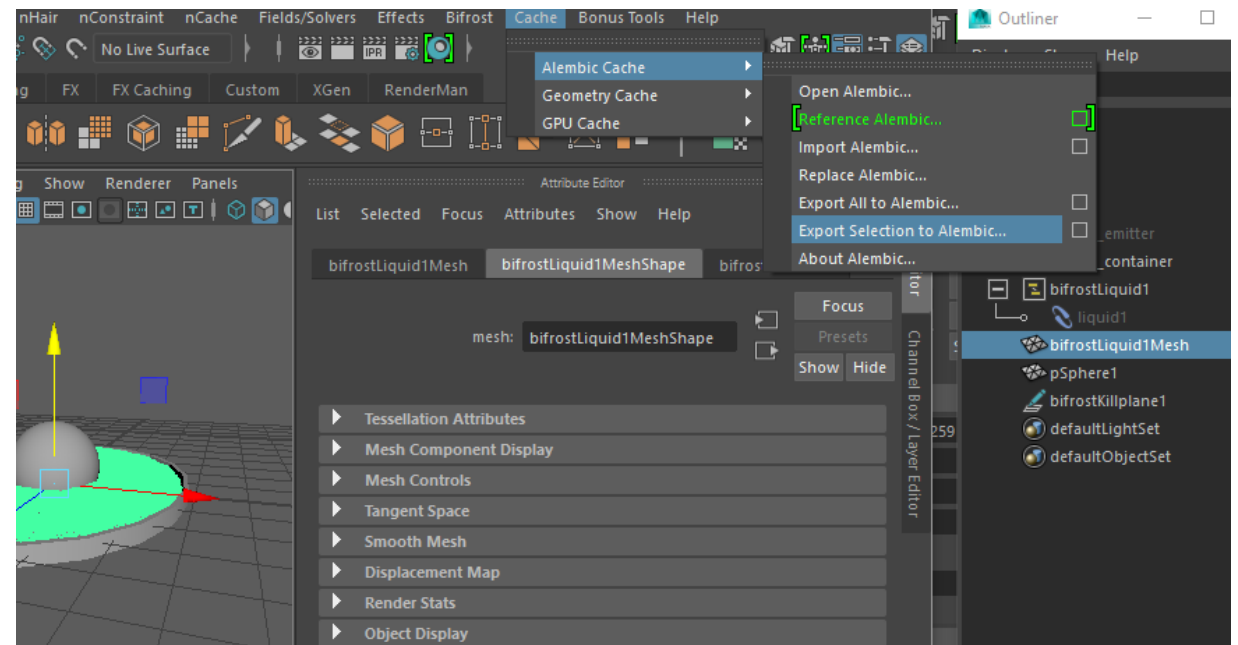 nHair nConstraint nCache Fields/Solvers Effects Bifrost Cache Bonus Tools Help
Outliner
No Live Surface
IPR
Help
Alembic Cache
Geometry Cache
GPU Cache
FX FX Caching Custom XGen RenderMan
Open Alembic...
Reference Alembic...
Import Alembic...
Replace Alembic...
Export All to Alembic...
Export Selection to Alembic...
About Alembic...
Show Renderer Panels
Attribute Editor
List Selected Focus Attributes Show Help
bifrostLiquid1Mesh bifrostLiquid1MeshShape bifros
Focus
mesh: bifrostLiquid1MeshShape
Presets
Show Hide
Tessellation Attributes
Mesh Component Display
Mesh Controls
Tangent Space
Smooth Mesh
Displacement Map
Render Stats
Object Display
Channel Box / Layer Editor
259
_emitter
_container
bifrostLiquid1
liquid1
bifrostLiquid1Mesh
pSphere1
bifrostKillplane1
defaultLightSet
defaultObjectSet